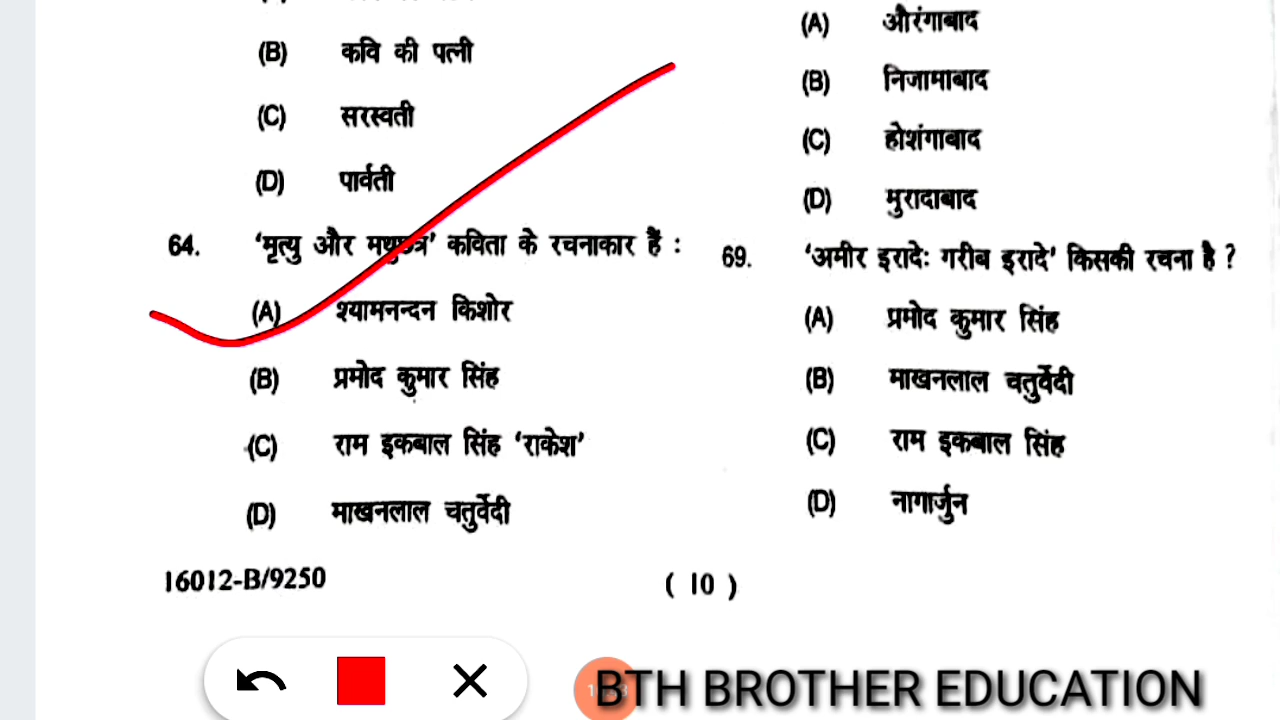 (B) कवि की पत्नी
(C) सरस्वती
(D) पार्वती
64. 'मृत्यु और मधुछत्र' कविता के रचनाकार हैं :
(A) श्यामनन्दन किशोर
(B) प्रमोद कुमार सिंह
(C) राम इकबाल सिंह 'राकेश'
(D) माखनलाल चतुर्वेदी
16012-B/9250
(A) औरंगाबाद
(B) निजामाबाद
(C) होशंगाबाद
(D) मुरादाबाद
69. 'अमीर इरादेः गरीब इरादे' किसकी रचना है ?
(A) प्रमोद कुमार सिंह
(B) माखनलाल चतुर्वेदी
(C) राम इकबाल सिंह
(D) नागार्जुन
( 10 )
BTH BROTHER EDUCATION